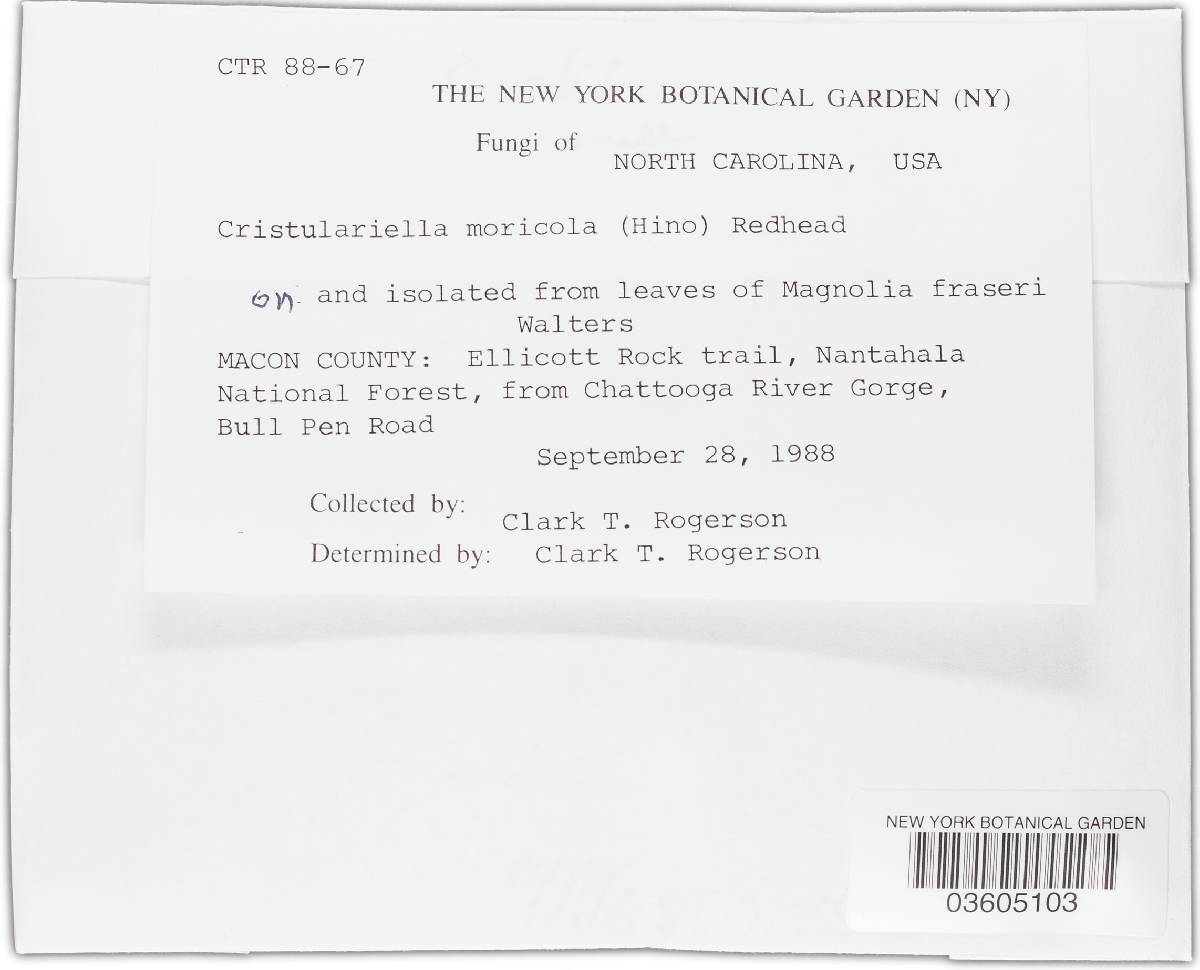 CTR 88-67
THE NEW YORK BOTANICAL GARDEN (NY)
Fungi of NORTH CAROLINA, USA
Cristulariella moricola (Hino) Redhead
on and isolated from leaves of Magnolia fraseri
Walters
MACON COUNTY: Ellicott Rock trail, Nantahala
National Forest, from Chattooga River Gorge,
Bull Pen Road
September 28, 1988
Collected by: Clark T. Rogerson
Determined by: Clark T. Rogerson
NEW YORK BOTANICAL GARDEN
03605103